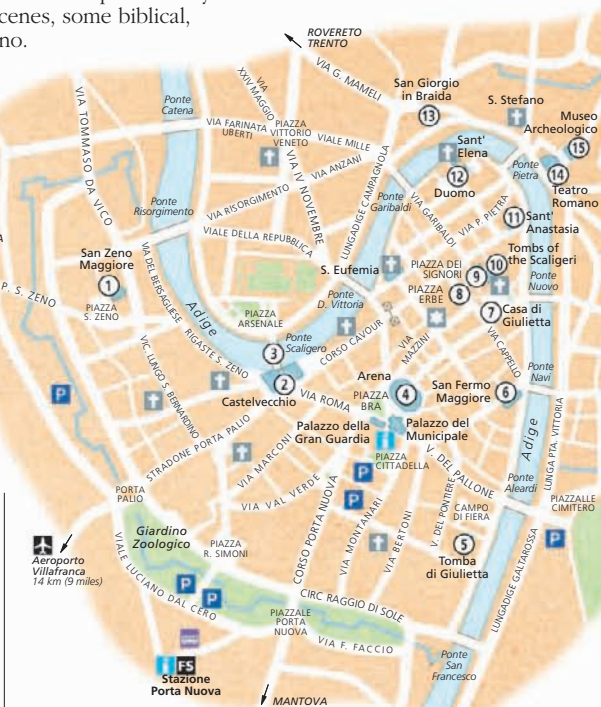 cenes, some biblical,
no.
ROVERETO
TRENTO
VIA G. MAMELI
VIA
XXIV MAGGIO
San Giorgio
in Braida
13
S. Stefano
Museo
Archeologico
15
Ponte
Catena
VIA TOMMASO DA VICO
VIA FARINATA
UBERTI
PIAZZA
VITTORIO
VENETO
VIALE MILLE
VIA ANZANI
VIA IV NOVEMBRE
LUNGADIGE CAMPAGNOLA
Sant'
Elena
12
Duomo
Ponte
Pietra
14
Teatro
Romano
Ponte
Risorgimento
VIA RISORGIMENTO
VIALE DELLA REPUBBLICA
Ponte
Garibaldi
VIA GARIBALDI
VIA P. PIETRA
11
Sant'
Anastasia
San Zeno
Maggiore
1
P. S. ZENO
PIAZZA
S. ZENO
VIA DEL BERSAGLIE
RIGASTE S. ZENO
Adige
S. Eufemia
PIAZZA DEI
SIGNORI
9
10
Tombs of
the Scaligeri
PIAZZA
ERBE
8
Ponte
Nuovo
7
Casa di
Giulietta
Ponte
D. Vittoria
PIAZZA
ARSENALE
3
Ponte
Scaligero
CORSO CAVOUR
VIA
MAZZINI
VIA CAPPELLO
Ponte
Navi
VIC. LUNGO S. BERNARDINO
2
Castelvecchio
VIA ROMA
Arena
4
PIAZZA
BRA
San Fermo
Maggiore
6
P
STRADONE PORTA PALIO
Palazzo della
Gran Guardia
i
Palazzo del
Municipale
PIAZZA
CITTADELLA
Adige
LUNGA PTA. VITTORIA
VIA MARCONI
VIA VAL VERDE
P
P
V. DEL PALLONE
V. DEL PONTIERE
Ponte
Aleardi
PIAZZALLE
CIMITERO
P
PORTA
PALIO
CORSO PORTA NUOVA
VIA MONTANARI
VIA BERTONI
CAMPO
DI FIERA
5
Tomba
di Giulietta
LUNGADIGE GALTAROSSA
Aeroporto
Villafranca
14 km (9 miles)
Giardino
Zoologico
PIAZZA
R. SIMONI
VIALE LUCIANO DAL CERO
P
P
CIRC RAGGIO DI SOLE
PIAZZALE
PORTA
NUOVA
VIA F. FACCIO
Ponte
San
Francesco
i
FS
Stazione
Porta Nuova
MANTOVA